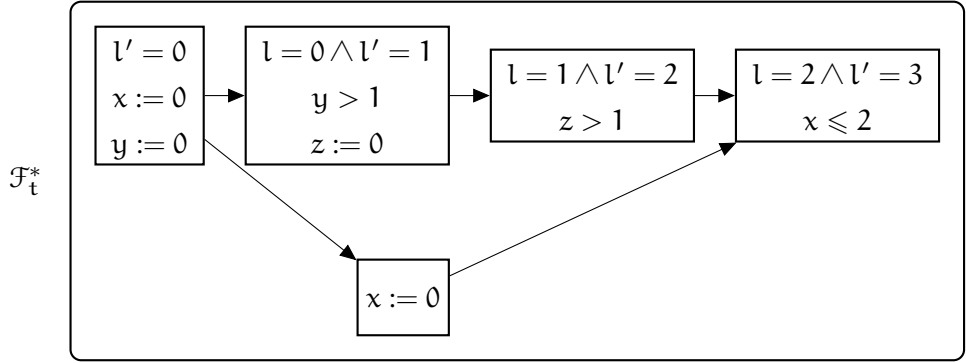 l′ = 0
x := 0
y := 0
l = 0 ∧ l′ = 1
y > 1
z := 0
l = 1 ∧ l′ = 2
z > 1
l = 2 ∧ l′ = 3
x ⩽ 2
ℱ*ₜ
x := 0